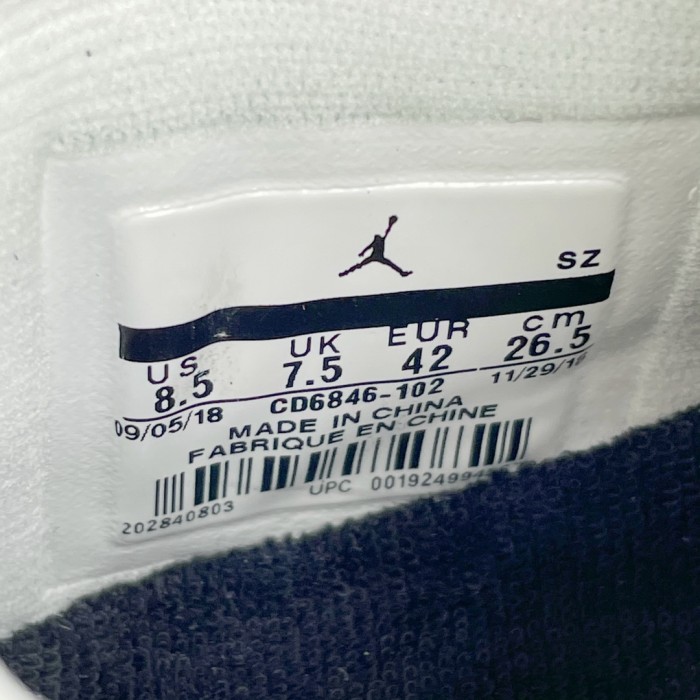 SZ
US UK EUR cm
8.5 7.5 42 26.5
09/05/18 CD6846-102
MADE IN CHINA
FABRIQUE EN CHINE
UPC
202840803